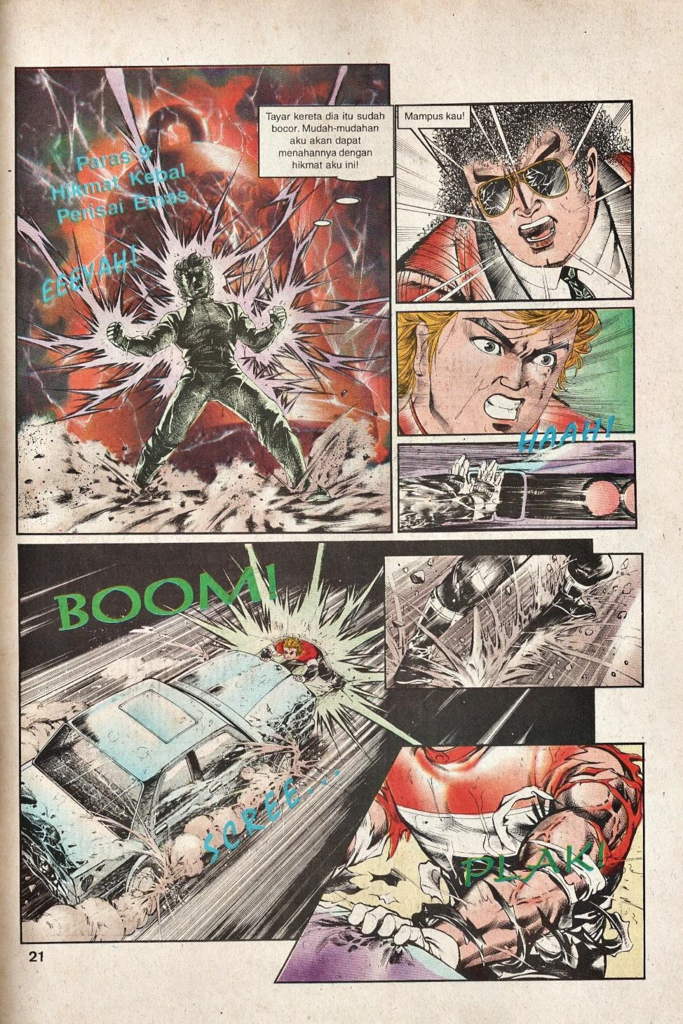 Paras 9
Hikmat Kebal
Perisai Emas
EEEYAH!
Tayar kereta dia itu sudah
bocor. Mudah-mudahan
aku akan dapat
menahannya dengan
hikmat aku ini!
Mampus kau!
HAAH!
BOOM!
SCREE...
PLAK!
21